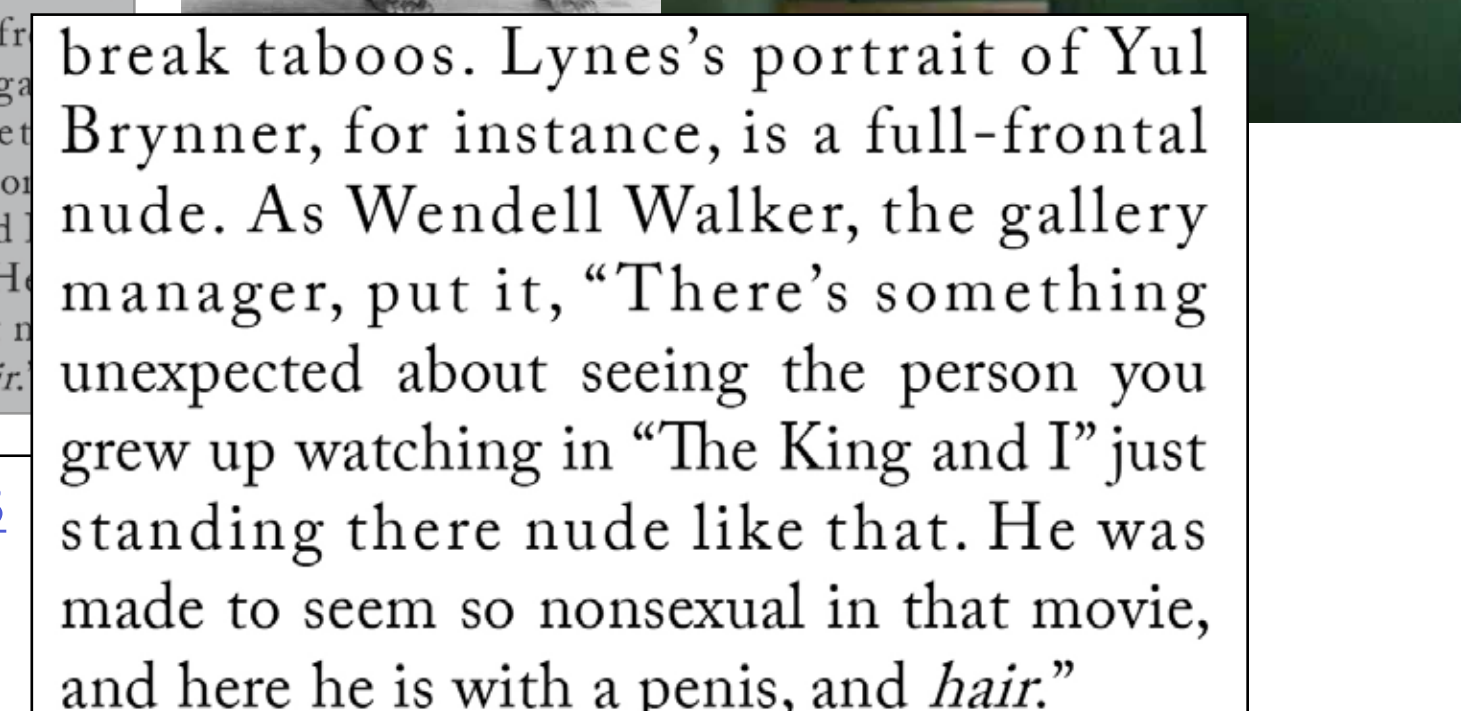 break taboos. Lynes’s portrait of Yul
Brynner, for instance, is a full-frontal
nude. As Wendell Walker, the gallery
manager, put it, “There’s something
unexpected about seeing the person you
grew up watching in “The King and I” just
standing there nude like that. He was
made to seem so nonsexual in that movie,
and here he is with a penis, and hair.”